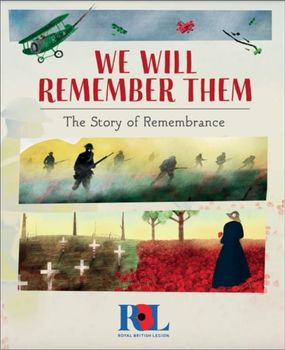 WE WILL
REMEMBER THEM
The Story of Remembrance
RBL
ROYAL BRITISH LEGION